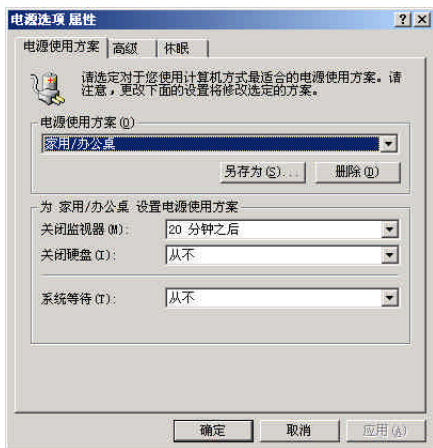 电源选项 属性
电源使用方案 高级 休眠
请选定对于您使用计算机方式最适合的电源使用方案。请
注意，更改下面的设置将修改选定的方案。
电源使用方案(Q)
家用/办公桌
另存为(S)... 删除(D)
为 家用/办公桌 设置电源使用方案
关闭监视器(M): 20 分钟之后
关闭硬盘(I): 从不
系统等待(T): 从不
确定 取消 应用(A)